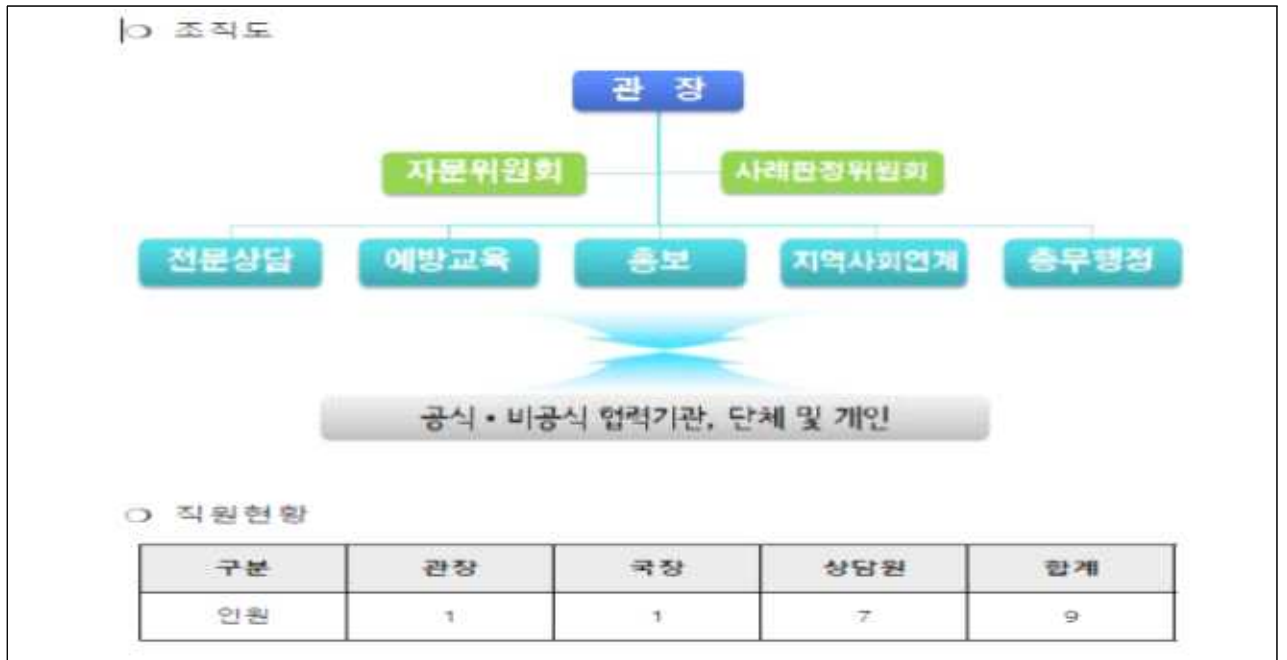 ○ 조직도
관 장
자문위원회 사례판정위원회
전문상담 예방교육 홍보 지역사회연계 총무행정
공식·비공식 협력기관, 단체 및 개인
○ 직원현황
구분 관장 국장 상담원 합계
인원 1 1 7 9